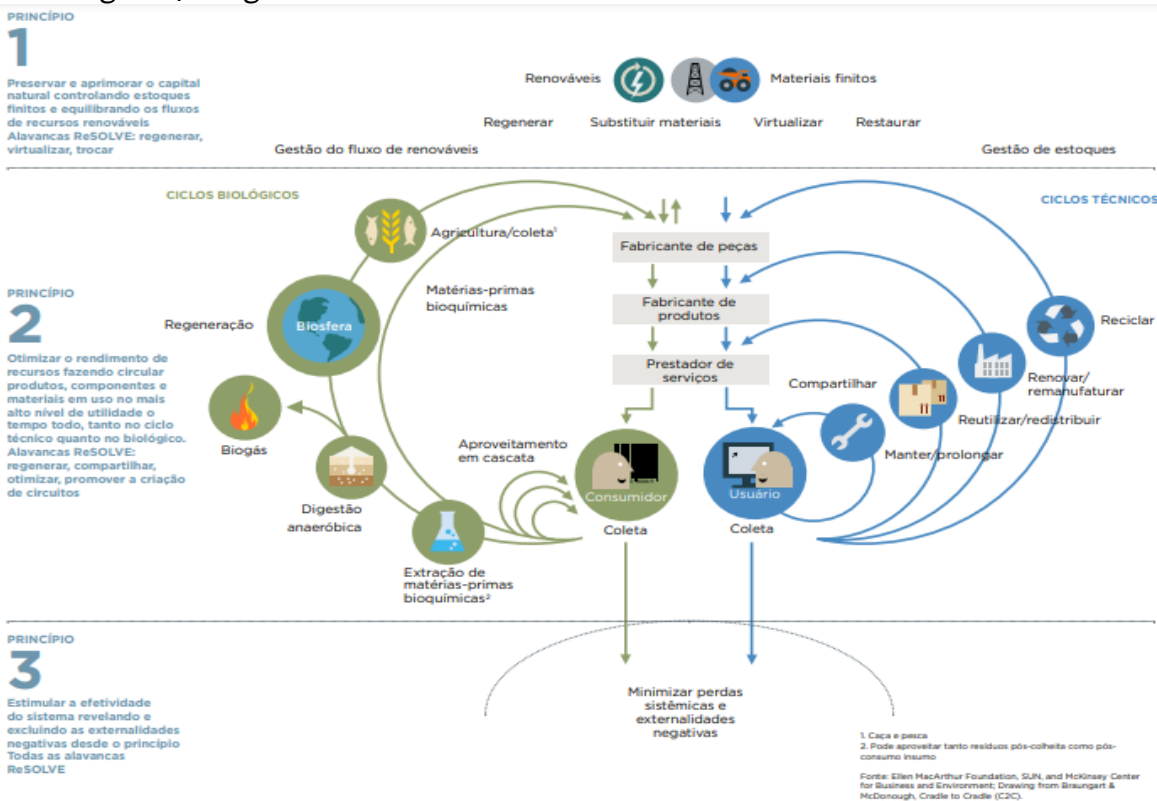 PRINCÍPIO
1
Preservar e aprimorar o capital
natural controlando estoques
finitos e equilibrando os fluxos
de recursos renováveis
Alavancas ReSOLVE: regenerar,
virtualizar, trocar
Renováveis
Materiais finitos
Regenerar
Substituir materiais
Virtualizar
Restaurar
Gestão do fluxo de renováveis
Gestão de estoques
CICLOS BIOLÓGICOS
CICLOS TÉCNICOS
PRINCÍPIO
2
Otimizar o rendimento de
recursos fazendo circular
produtos, componentes e
materiais em uso no mais
alto nível de utilidade o
tempo todo, tanto no ciclo
técnico quanto no biológico.
Alavancas ReSOLVE:
regenerar, compartilhar,
otimizar, promover a criação
de circuitos
Agricultura/coleta¹
Matérias-primas
bioquímicas
Regeneração
Biosfera
Biogás
Digestão
anaeróbica
Extração de
matérias-primas
bioquímicas²
Aproveitamento
em cascata
Fabricante de peças
Fabricante de
produtos
Prestador de
serviços
Consumidor
Coleta
Usuário
Coleta
Compartilhar
Manter/prolongar
Reutilizar/redistribuir
Renovar/
remanufaturar
Reciclar
PRINCÍPIO
3
Estimular a efetividade
do sistema revelando e
excluindo as externalidades
negativas desde o princípio
Todas as alavancas
ReSOLVE
Minimizar perdas
sistêmicas e
externalidades
negativas
1. Caça e pesca
2. Pode aproveitar tanto resíduos pós-colheita como pós-
consumo insumo
Fonte: Ellen MacArthur Foundation, SUN, and McKinsey Center
for Business and Environment; Drawing from Braungart &
McDonough, Cradle to Cradle (C2C).